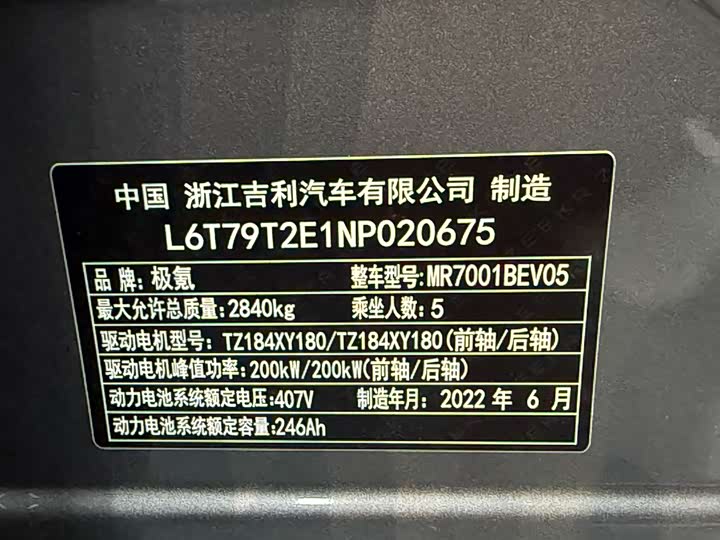 中国 浙江吉利汽车有限公司 制造
L6T79T2E1NP020675
品牌:极氪 整车型号:MR7001BEV05
最大允许总质量:2840kg 乘坐人数:5
驱动电机型号: TZ184XY180/TZ184XY180(前轴/后轴)
驱动电机峰值功率:200kW/200kW(前轴/后轴)
动力电池系统额定电压:407V 制造年月: 2022 年 6 月
动力电池系统额定容量:246Ah